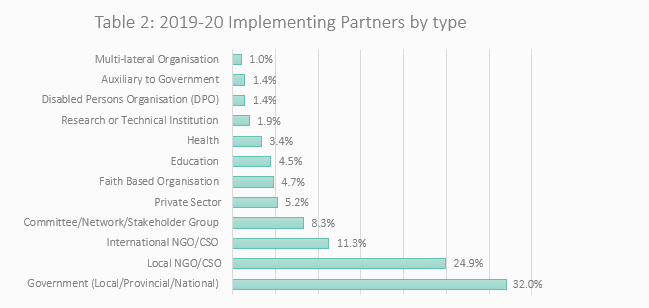 Table 2: 2019-20 Implementing Partners by type
Multi-lateral Organisation 1.0%
Auxiliary to Government 1.4%
Disabled Persons Organisation (DPO) 1.4%
Research or Technical Institution 1.9%
Health 3.4%
Education 4.5%
Faith Based Organisation 4.7%
Private Sector 5.2%
Committee/Network/Stakeholder Group 8.3%
International NGO/CSO 11.3%
Local NGO/CSO 24.9%
Government (Local/Provincial/National) 32.0%